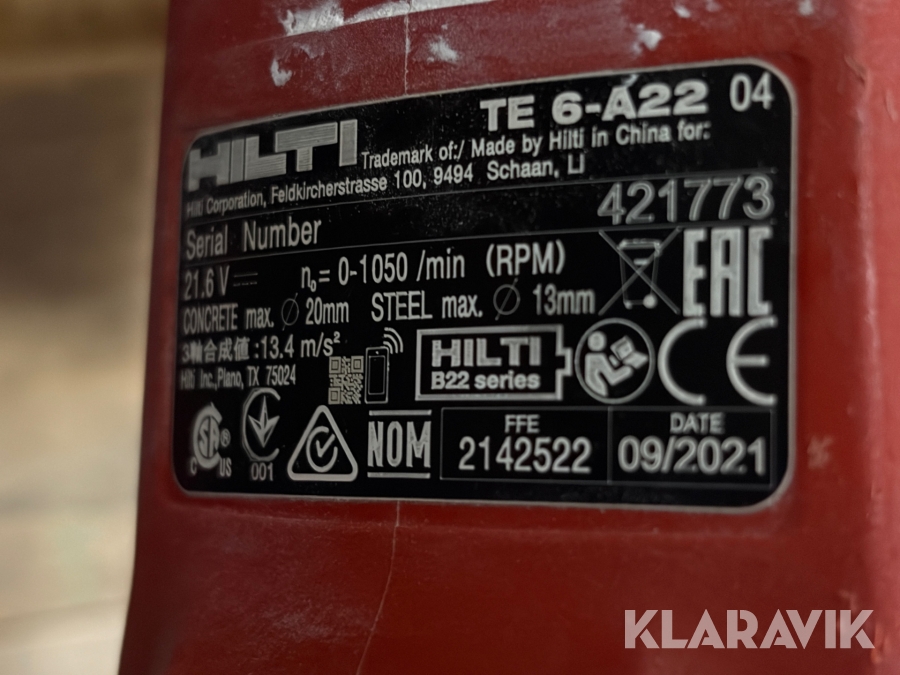 TE 6-A22 04
HILTI Trademark of:/ Made by Hilti in China for:
Hilti Corporation, Feldkircherstrasse 100, 9494 Schaan, LI
Serial Number 421773
21.6 V n₀= 0-1050 /min (RPM)
CONCRETE max. Ø 20mm STEEL max. Ø 13mm
3軸合成値:13.4 m/s²
Hilti Inc.,Plano, TX 75024
HILTI
B22 series
EAC
CE
CSA ®
C US
001
NOM
FFE
2142522
DATE
09/2021
KLARAVIK